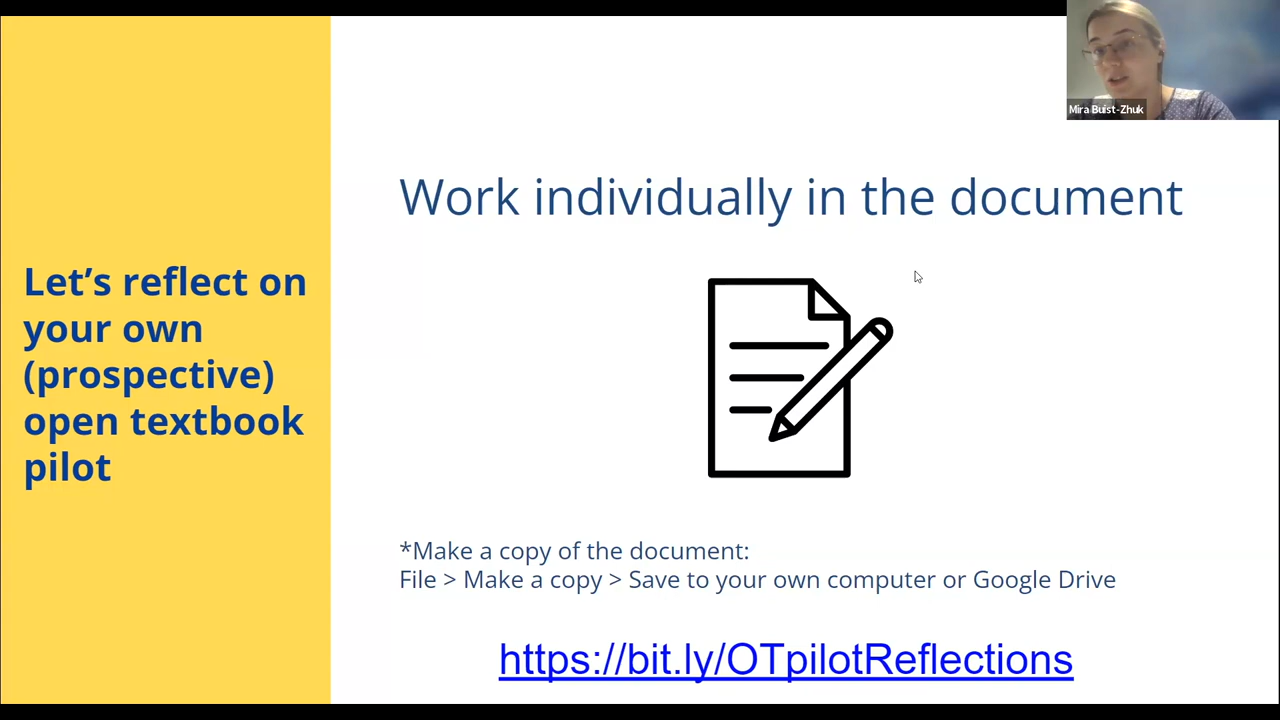 Let’s reflect on
your own
(prospective)
open textbook
pilot
Work individually in the document
*Make a copy of the document:
File > Make a copy > Save to your own computer or Google Drive
https://bit.ly/OTpilotReflections
Mira Buist-Zhuk